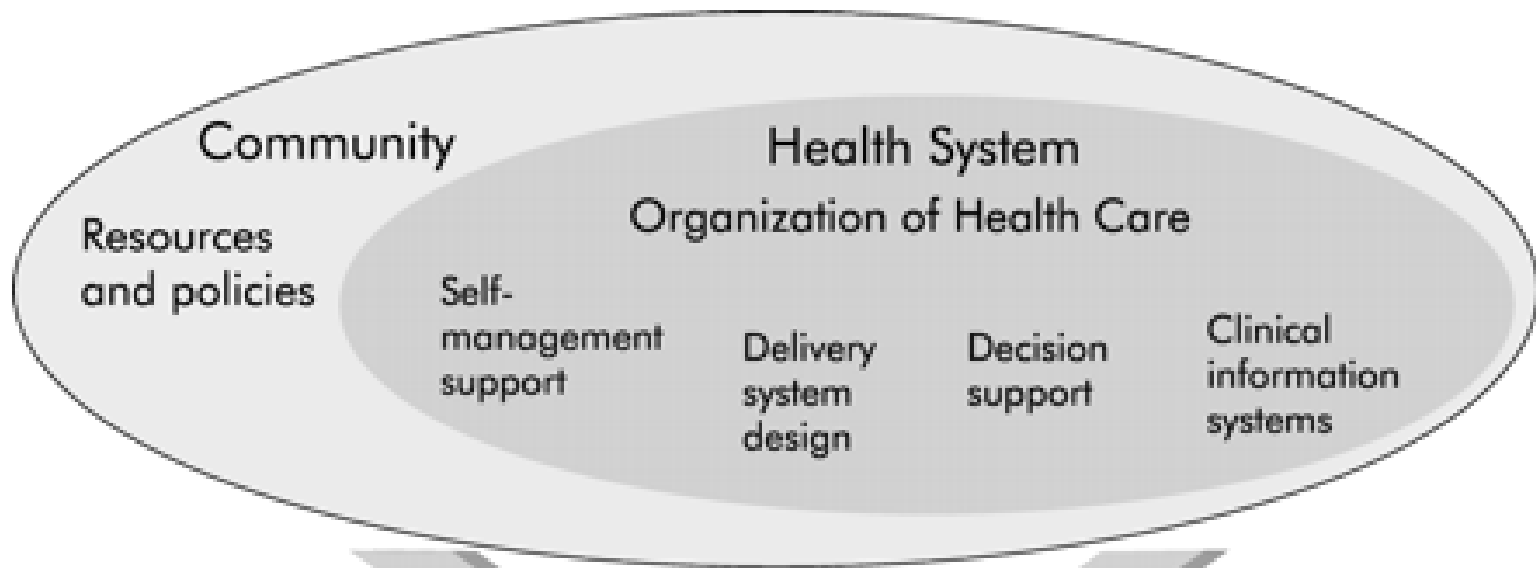 Community
Resources
and policies
Health System
Organization of Health Care
Self-
management
support
Delivery
system
design
Decision
support
Clinical
information
systems